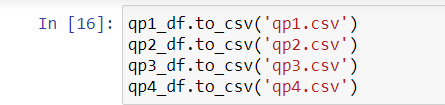 In [16]: qp1_df.to_csv('qp1.csv')
qp2_df.to_csv('qp2.csv')
qp3_df.to_csv('qp3.csv')
qp4_df.to_csv('qp4.csv')